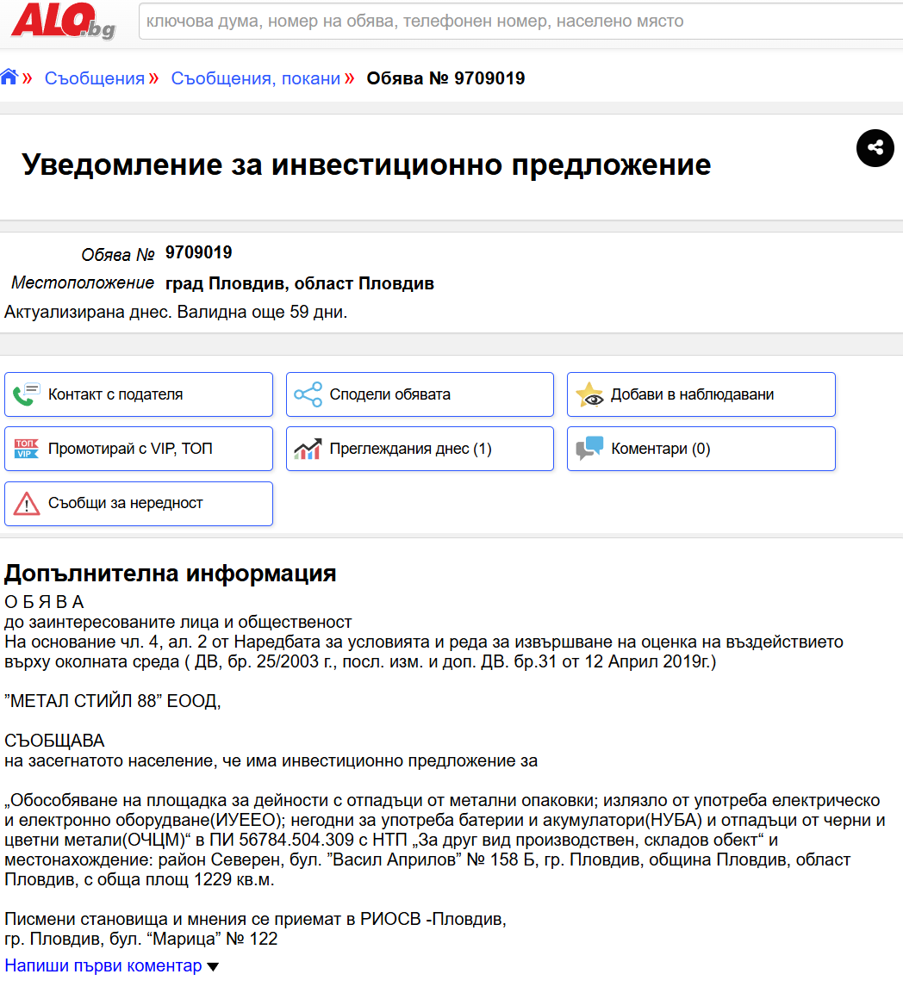 ALO.bg
ключова дума, номер на обява, телефонен номер, населено място
» Съобщения » Съобщения, покани » Обява № 9709019
Уведомление за инвестиционно предложение
Обява № 9709019
Местоположение град Пловдив, област Пловдив
Актуализирана днес. Валидна още 59 дни.
Контакт с подателя
Сподели обявата
Добави в наблюдавани
ТОП VIP Промотирай с VIP, ТОП
Преглеждания днес (1)
Коментари (0)
Съобщи за нередност
Допълнителна информация
О Б Я В А
до заинтересованите лица и общественост
На основание чл. 4, ал. 2 от Наредбата за условията и реда за извършване на оценка на въздействието
върху околната среда ( ДВ, бр. 25/2003 г., посл. изм. и доп. ДВ. бр.31 от 12 Април 2019г.)
”МЕТАЛ СТИЙЛ 88” ЕООД,
СЪОБЩАВА
на засегнатото население, че има инвестиционно предложение за
„Обособяване на площадка за дейности с отпадъци от метални опаковки; излязло от употреба електрическо
и електронно оборудване(ИУЕЕО); негодни за употреба батерии и акумулатори(НУБА) и отпадъци от черни и
цветни метали(ОЧЦМ)“ в ПИ 56784.504.309 с НТП „За друг вид производствен, складов обект“ и
местонахождение: район Северен, бул. ”Васил Априлов” № 158 Б, гр. Пловдив, община Пловдив, област
Пловдив, с обща площ 1229 кв.м.
Писмени становища и мнения се приемат в РИОСВ -Пловдив,
гр. Пловдив, бул. “Марица” № 122
Напиши първи коментар